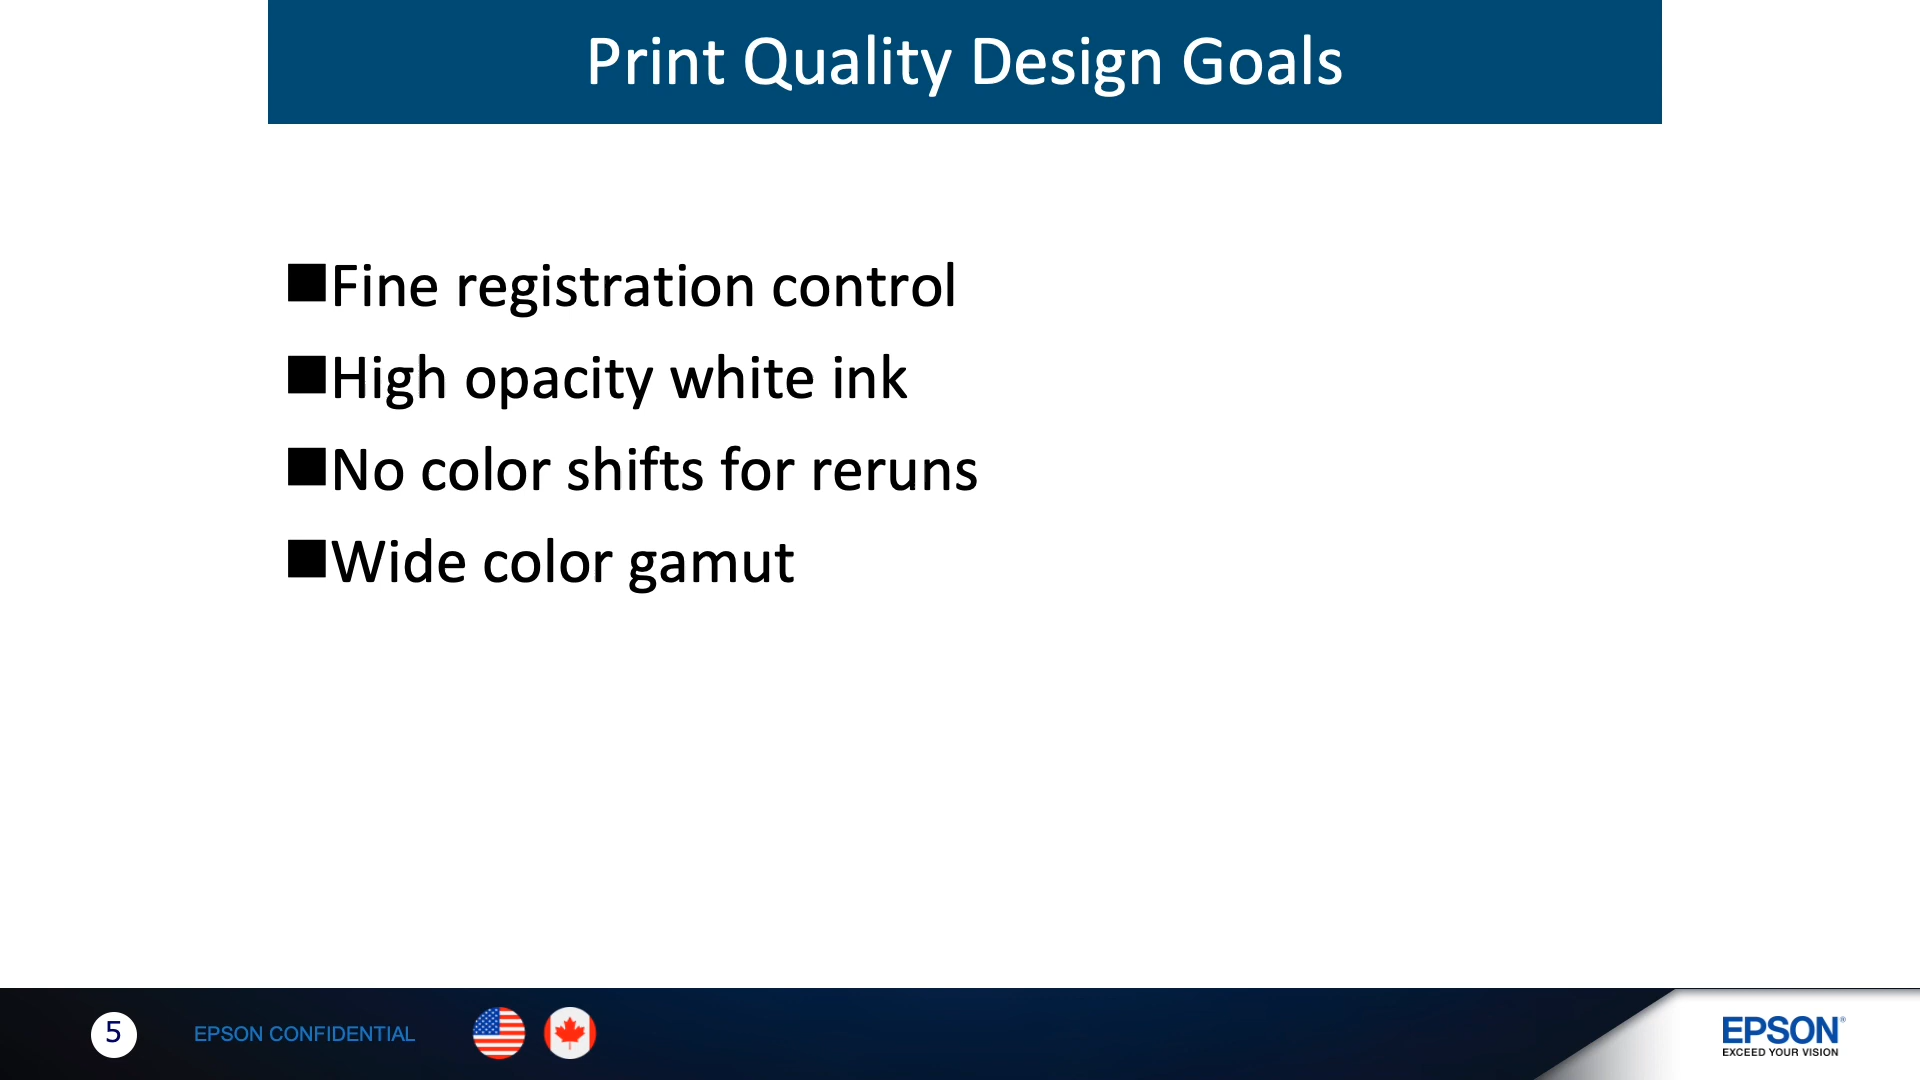 Print Quality Design Goals
■Fine registration control
■High opacity white ink
■No color shifts for reruns
■Wide color gamut
5
EPSON CONFIDENTIAL
EPSON®
EXCEED YOUR VISION